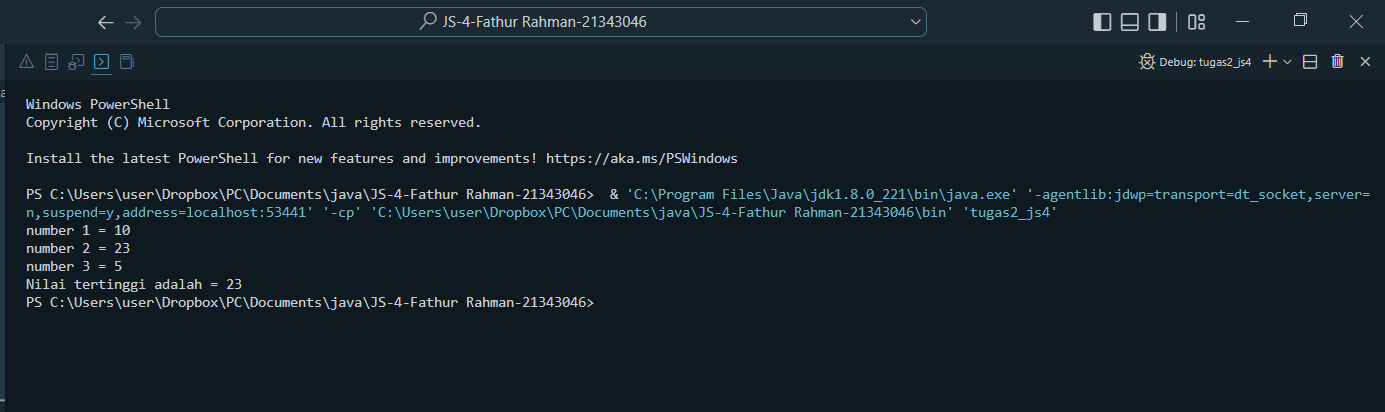 JS-4-Fathur Rahman-21343046
Debug: tugas2_js4
Windows PowerShell
Copyright (C) Microsoft Corporation. All rights reserved.
Install the latest PowerShell for new features and improvements! https://aka.ms/PSWindows
PS C:\Users\user\Dropbox\PC\Documents\java\JS-4-Fathur Rahman-21343046>  & 'C:\Program Files\Java\jdk1.8.0_221\bin\java.exe' '-agentlib:jdwp=transport=dt_socket,server=
n,suspend=y,address=localhost:53441' '-cp' 'C:\Users\user\Dropbox\PC\Documents\java\JS-4-Fathur Rahman-21343046\bin' 'tugas2_js4'
number 1 = 10
number 2 = 23
number 3 = 5
Nilai tertinggi adalah = 23
PS C:\Users\user\Dropbox\PC\Documents\java\JS-4-Fathur Rahman-21343046>